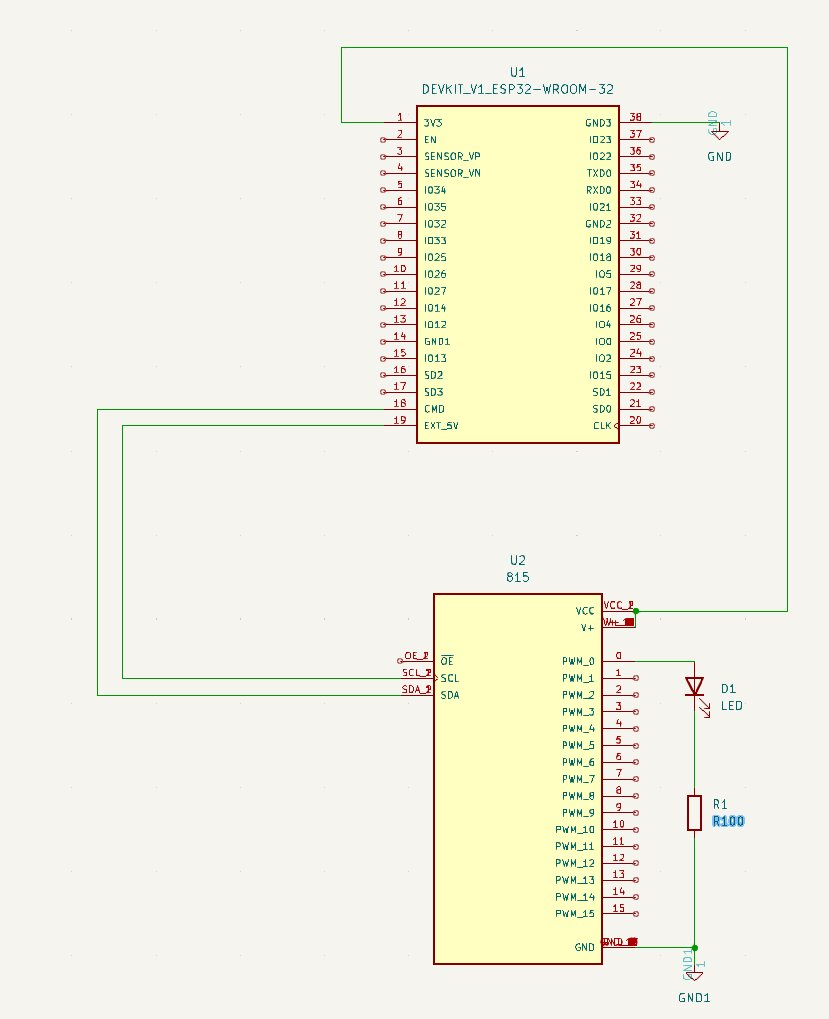 U1
DEVKIT_V1_ESP32-WROOM-32
1 3V3 GND3 38
2 EN IO23 37
3 SENSOR_VP IO22 36
4 SENSOR_VN TXD0 35
5 IO34 RXD0 34
6 IO35 IO21 33
7 IO32 GND2 32
8 IO33 IO19 31
9 IO25 IO18 30
10 IO26 IO5 29
11 IO27 IO17 28
12 IO14 IO16 27
13 IO12 IO4 26
14 GND1 IO0 25
15 IO13 IO2 24
16 SD2 IO15 23
17 SD3 SD1 22
18 CMD SD0 21
19 EXT_5V CLK 20
GND
1
GND
U2
815
VCC
V+
OE
SCL
SDA
PWM_0 0
PWM_1 1
PWM_2 2
PWM_3 3
PWM_4 4
PWM_5 5
PWM_6 6
PWM_7 7
PWM_8 8
PWM_9 9
PWM_10 10
PWM_11 11
PWM_12 12
PWM_13 13
PWM_14 14
PWM_15 15
GND
D1
LED
R1
R100
GND1
1
GND1